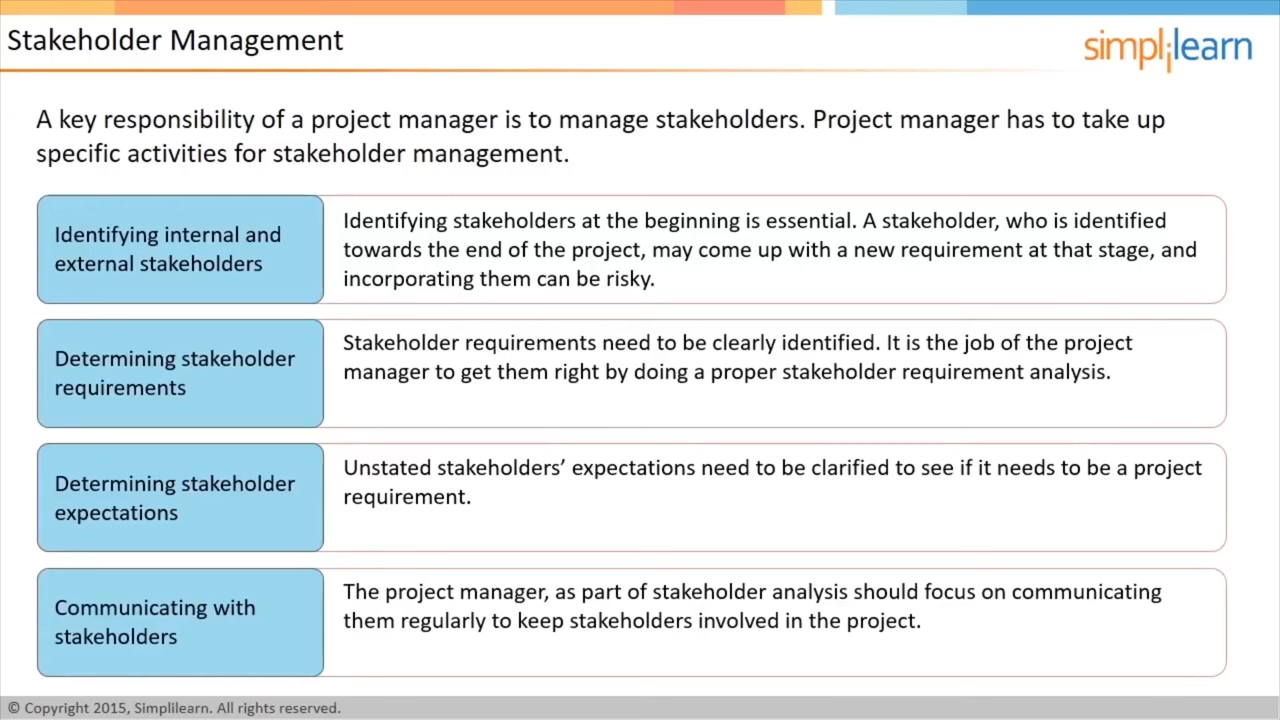 Stakeholder Management
simplilearn
A key responsibility of a project manager is to manage stakeholders. Project manager has to take up
specific activities for stakeholder management.
Identifying internal and
external stakeholders
Identifying stakeholders at the beginning is essential. A stakeholder, who is identified
towards the end of the project, may come up with a new requirement at that stage, and
incorporating them can be risky.
Determining stakeholder
requirements
Stakeholder requirements need to be clearly identified. It is the job of the project
manager to get them right by doing a proper stakeholder requirement analysis.
Determining stakeholder
expectations
Unstated stakeholders’ expectations need to be clarified to see if it needs to be a project
requirement.
Communicating with
stakeholders
The project manager, as part of stakeholder analysis should focus on communicating
them regularly to keep stakeholders involved in the project.
© Copyright 2015, Simplilearn. All rights reserved.